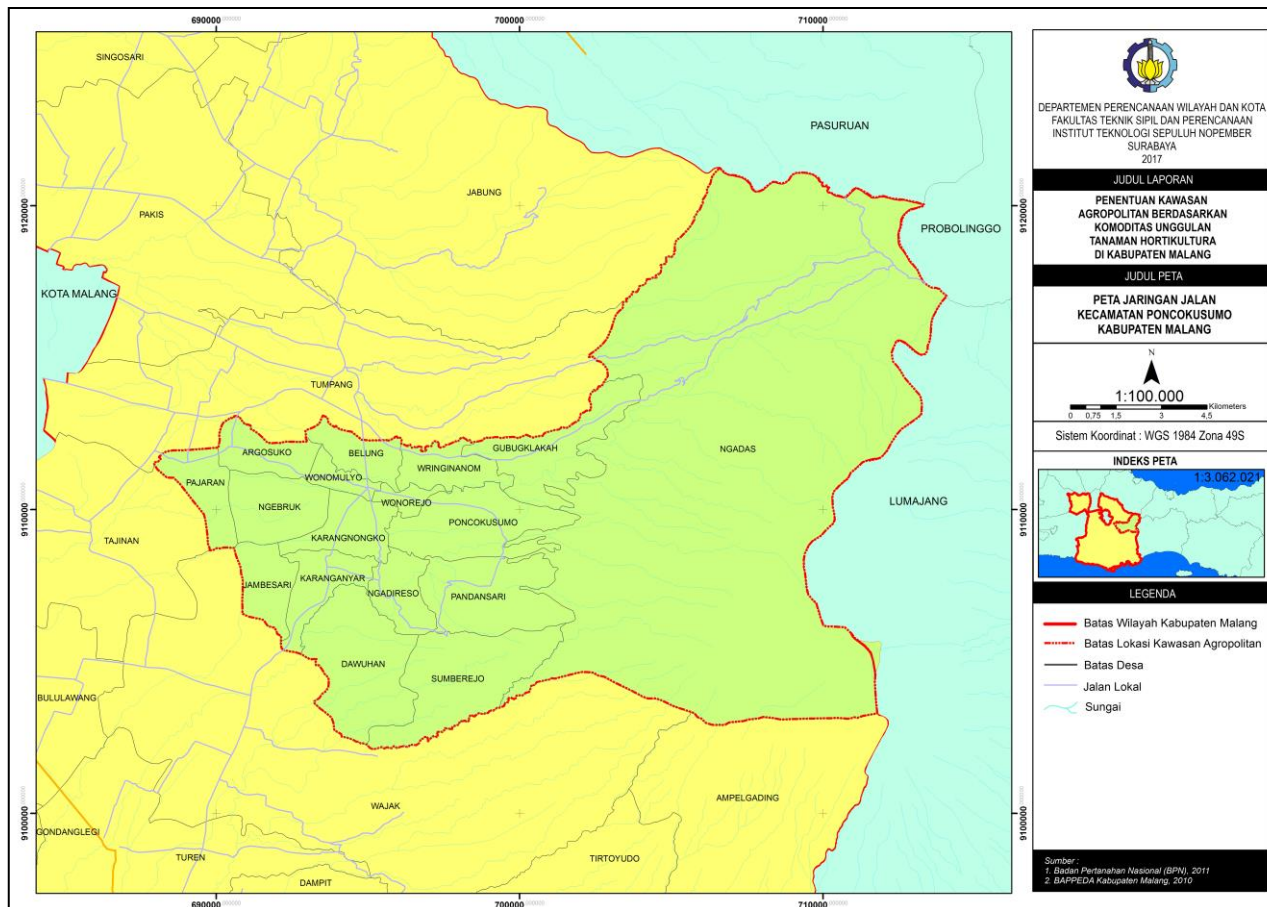 690000
700000
710000
SINGOSARI
PASURUAN
JABUNG
9120000
9120000
PAKIS
PROBOLINGGO
KOTA MALANG
TUMPANG
GUBUGKLAKAH
NGADAS
ARGOSUKO
BELUNG
WRINGINANOM
PAJARAN
WONOMULYO
LUMAJANG
NGEBRUK
WONOREJO
9110000
9110000
PONCOKUSUMO
TAJINAN
KARANGNONGKO
JAMBESARI
KARANGANYAR
NGADIRESO
PANDANSARI
DAWUHAN
SUMBEREJO
BULULAWANG
WAJAK
AMPELGADING
9100000
9100000
GONDANGLEGI
TUREN
TIRTOYUDO
DAMPIT
690000
700000
710000
DEPARTEMEN PERENCANAAN WILAYAH DAN KOTA
FAKULTAS TEKNIK SIPIL DAN PERENCANAAN
INSTITUT TEKNOLOGI SEPULUH NOPEMBER
SURABAYA
2017
JUDUL LAPORAN
PENENTUAN KAWASAN
AGROPOLITAN BERDASARKAN
KOMODITAS UNGGULAN
TANAMAN HORTIKULTURA
DI KABUPATEN MALANG
JUDUL PETA
PETA JARINGAN JALAN
KECAMATAN PONCOKUSUMO
KABUPATEN MALANG
N
1:100.000
Kilometers
0 0,75 1,5 3 4,5
Sistem Koordinat : WGS 1984 Zona 49S
INDEKS PETA
1:3.062.021
LEGENDA
Batas Wilayah Kabupaten Malang
Batas Lokasi Kawasan Agropolitan
Batas Desa
Jalan Lokal
Sungai
Sumber :
1. Badan Pertanahan Nasional (BPN), 2011
2. BAPPEDA Kabupaten Malang, 2010